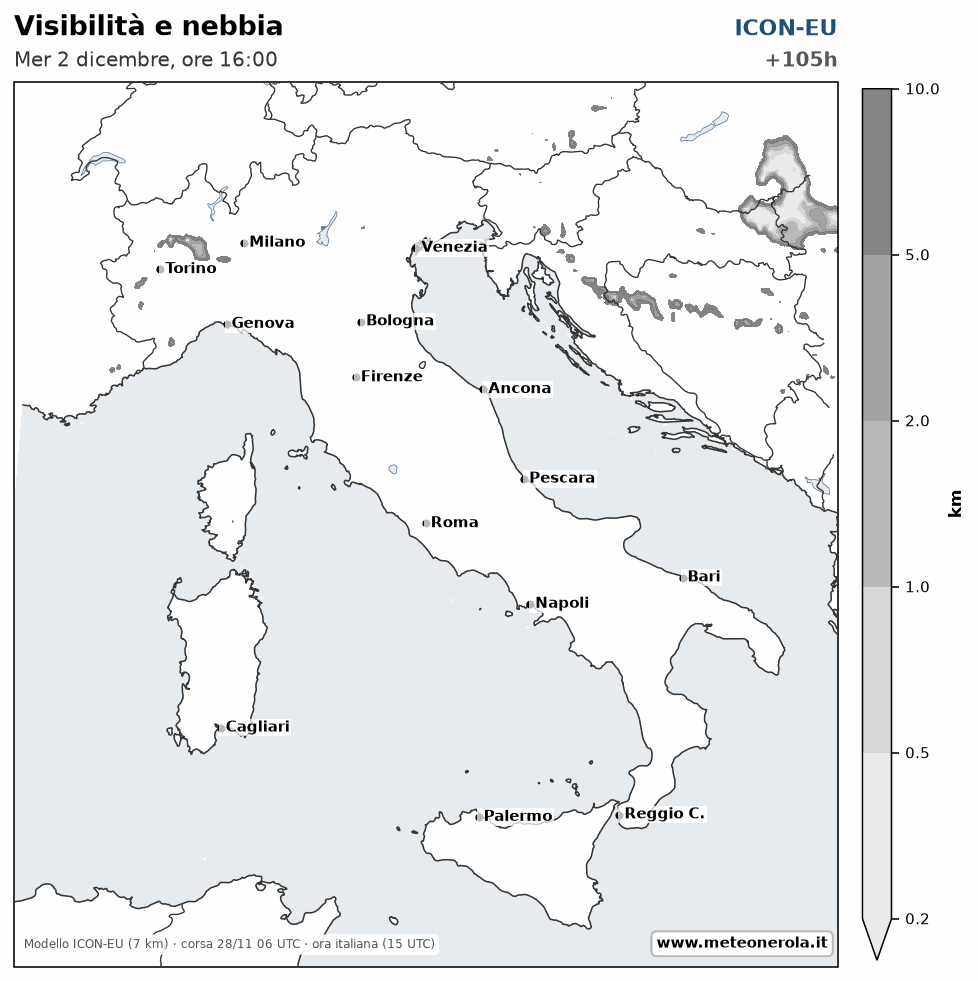 Visibilità e nebbia
ICON-EU
Mer 2 dicembre, ore 16:00
+105h
10.0
5.0
2.0
1.0
0.5
0.2
km
Milano
Venezia
Torino
Genova
Bologna
Firenze
Ancona
Pescara
Roma
Bari
Napoli
Cagliari
Palermo
Reggio C.
Modello ICON-EU (7 km) · corsa 28/11 06 UTC · ora italiana (15 UTC)
www.meteonerola.it